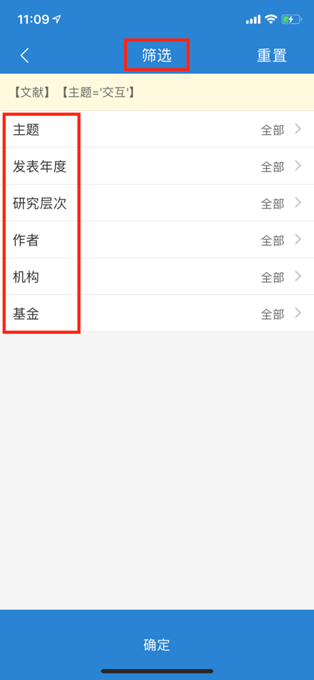 11:09
筛选 重置
【文献】【主题='交互'】
主题 全部
发表年度 全部
研究层次 全部
作者 全部
机构 全部
基金 全部
确定